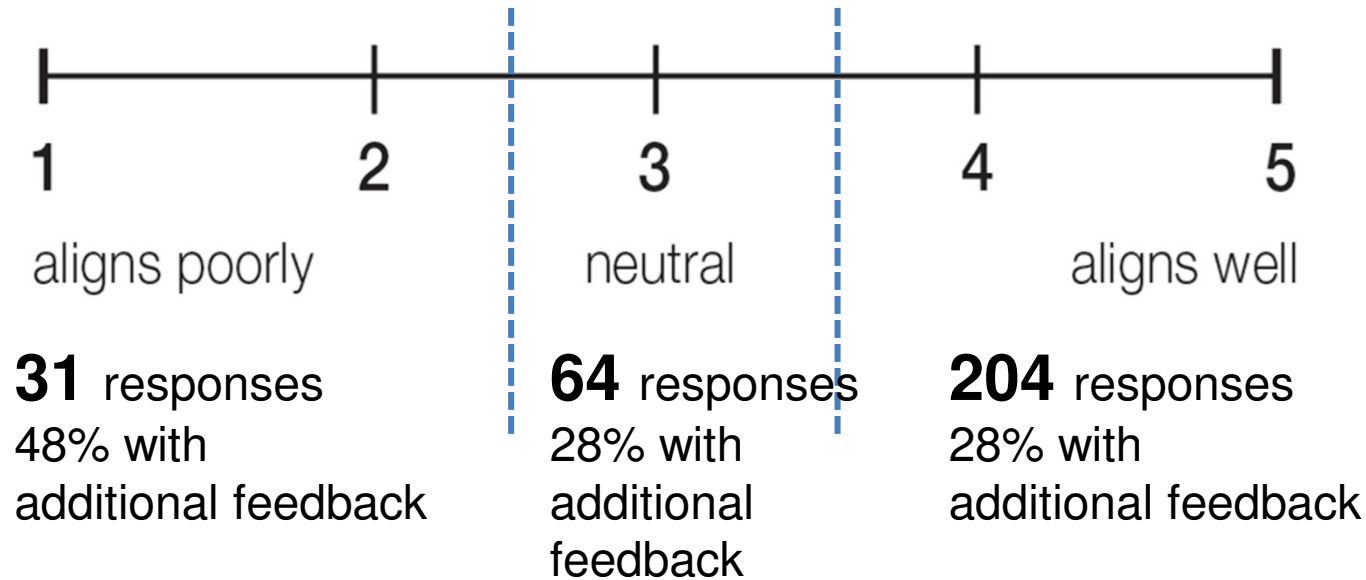 1 2 3 4 5
aligns poorly neutral aligns well
31 responses
48% with
additional feedback
64 responses
28% with
additional
feedback
204 responses
28% with
additional feedback